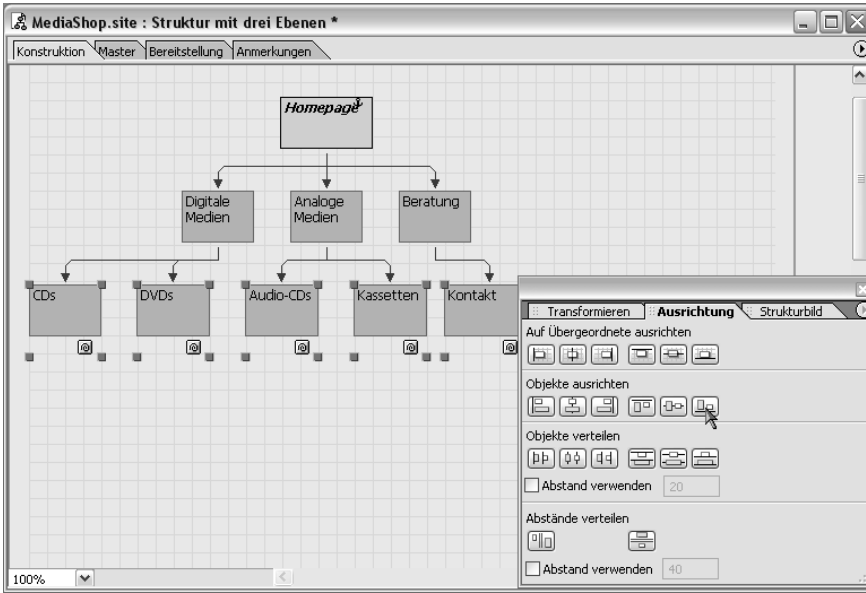 MediaShop.site : Struktur mit drei Ebenen *
Konstruktion Master Bereitstellung Anmerkungen
Homepage
Digitale
Medien
Analoge
Medien
Beratung
CDs
DVDs
Audio-CDs
Kassetten
Kontakt
Transformieren Ausrichtung Strukturbild
Auf Übergeordnete ausrichten
Objekte ausrichten
Objekte verteilen
Abstand verwenden 20
Abstände verteilen
Abstand verwenden 40
100%